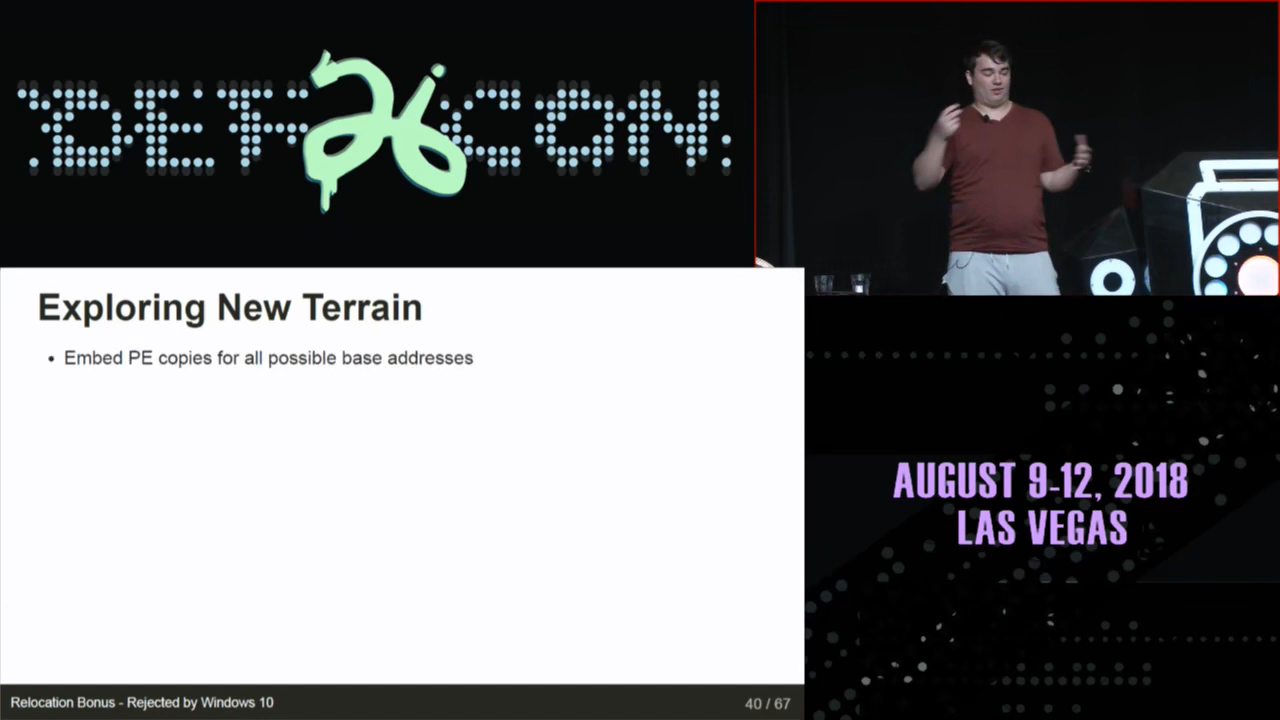 DEF CON 26
Exploring New Terrain
• Embed PE copies for all possible base addresses
AUGUST 9-12, 2018
LAS VEGAS
Relocation Bonus - Rejected by Windows 10
40 / 67